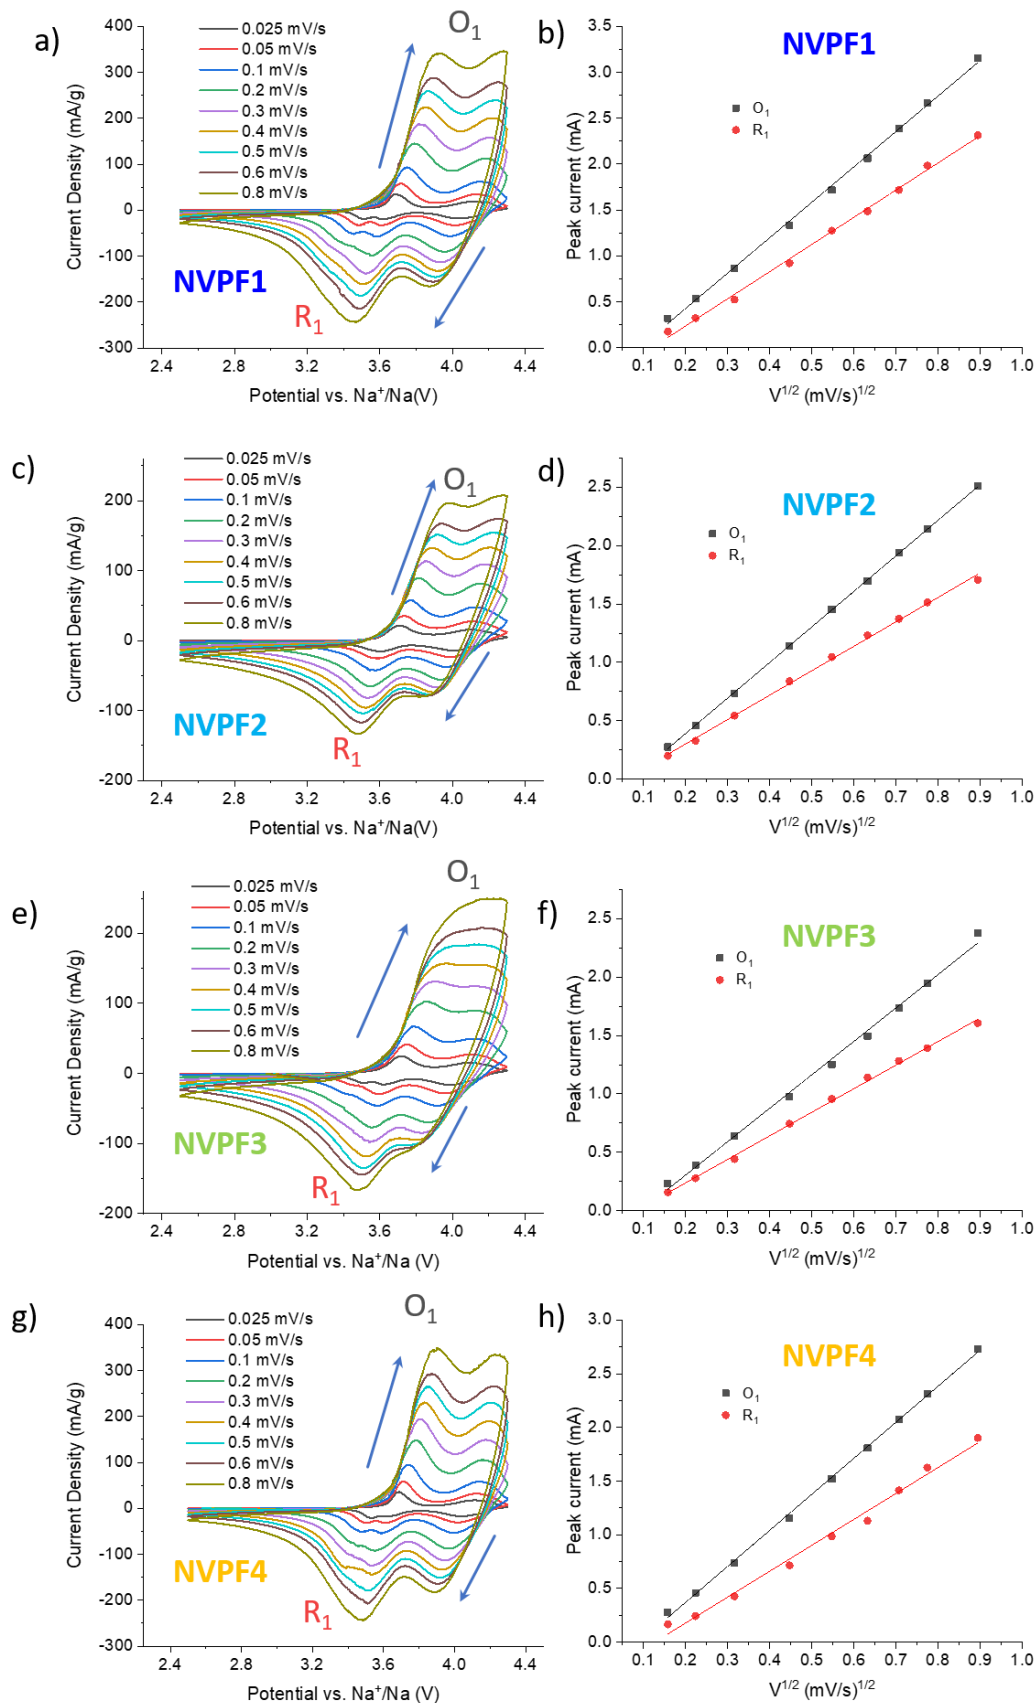 a)
O1
0.025 mV/s
0.05 mV/s
0.1 mV/s
0.2 mV/s
0.3 mV/s
0.4 mV/s
0.5 mV/s
0.6 mV/s
0.8 mV/s
400
300
200
100
0
-100
-200
-300
Current Density (mA/g)
NVPF1
R1
2.4 2.8 3.2 3.6 4.0 4.4
Potential vs. Na+/Na(V)
b)
NVPF1
O1
R1
3.5
3.0
2.5
2.0
1.5
1.0
0.5
0.0
Peak current (mA)
0.1 0.2 0.3 0.4 0.5 0.6 0.7 0.8 0.9 1.0
V1/2 (mV/s)1/2
c)
O1
0.025 mV/s
0.05 mV/s
0.1 mV/s
0.2 mV/s
0.3 mV/s
0.4 mV/s
0.5 mV/s
0.6 mV/s
0.8 mV/s
200
100
0
-100
-200
Current Density (mA/g)
NVPF2
R1
2.4 2.8 3.2 3.6 4.0 4.4
Potential vs. Na+/Na(V)
d)
NVPF2
O1
R1
2.5
2.0
1.5
1.0
0.5
0.0
Peak current (mA)
0.1 0.2 0.3 0.4 0.5 0.6 0.7 0.8 0.9 1.0
V1/2 (mV/s)1/2
e)
O1
0.025 mV/s
0.05 mV/s
0.1 mV/s
0.2 mV/s
0.3 mV/s
0.4 mV/s
0.5 mV/s
0.6 mV/s
0.8 mV/s
200
100
0
-100
-200
Current Density (mA/g)
NVPF3
R1
2.4 2.8 3.2 3.6 4.0 4.4
Potential vs. Na+/Na (V)
f)
NVPF3
O1
R1
2.5
2.0
1.5
1.0
0.5
0.0
Peak current (mA)
0.1 0.2 0.3 0.4 0.5 0.6 0.7 0.8 0.9 1.0
V1/2 (mV/s)1/2
g)
O1
0.025 mV/s
0.05 mV/s
0.1 mV/s
0.2 mV/s
0.3 mV/s
0.4 mV/s
0.5 mV/s
0.6 mV/s
0.8 mV/s
400
300
200
100
0
-100
-200
-300
Current Density (mA/g)
NVPF4
R1
2.4 2.8 3.2 3.6 4.0 4.4
Potential vs. Na+/Na(V)
h)
NVPF4
O1
R1
3.0
2.5
2.0
1.5
1.0
0.5
0.0
Peak current (mA)
0.1 0.2 0.3 0.4 0.5 0.6 0.7 0.8 0.9 1.0
V1/2 (mV/s)1/2